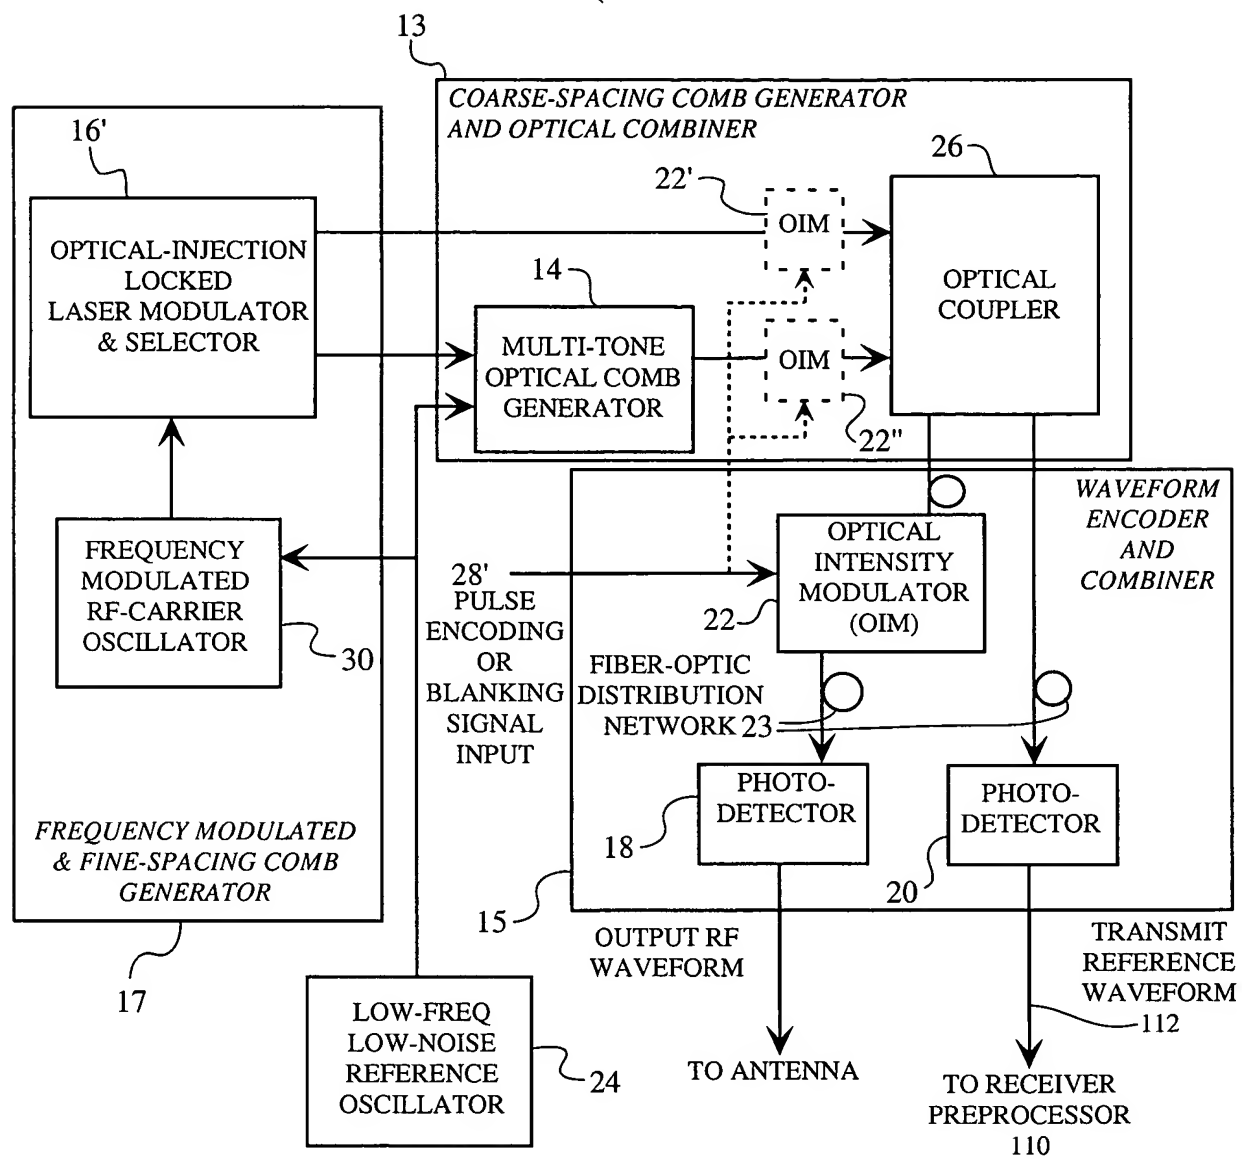 13
COARSE-SPACING COMB GENERATOR
AND OPTICAL COMBINER
16'
OPTICAL-INJECTION
LOCKED
LASER MODULATOR
& SELECTOR
22'
OIM
26
OPTICAL
COUPLER
14
MULTI-TONE
OPTICAL COMB
GENERATOR
OIM
22"
FREQUENCY
MODULATED
RF-CARRIER
OSCILLATOR
30
FREQUENCY MODULATED
& FINE-SPACING COMB
GENERATOR
17
WAVEFORM
ENCODER
AND
COMBINER
OPTICAL
INTENSITY
MODULATOR
(OIM)
22
28'
PULSE
ENCODING
OR
BLANKING
SIGNAL
INPUT
FIBER-OPTIC
DISTRIBUTION
NETWORK 23
PHOTO-
DETECTOR
18
PHOTO-
DETECTOR
20
15
OUTPUT RF
WAVEFORM
TRANSMIT
REFERENCE
WAVEFORM
112
LOW-FREQ
LOW-NOISE
REFERENCE
OSCILLATOR
24
TO ANTENNA
TO RECEIVER
PREPROCESSOR
110